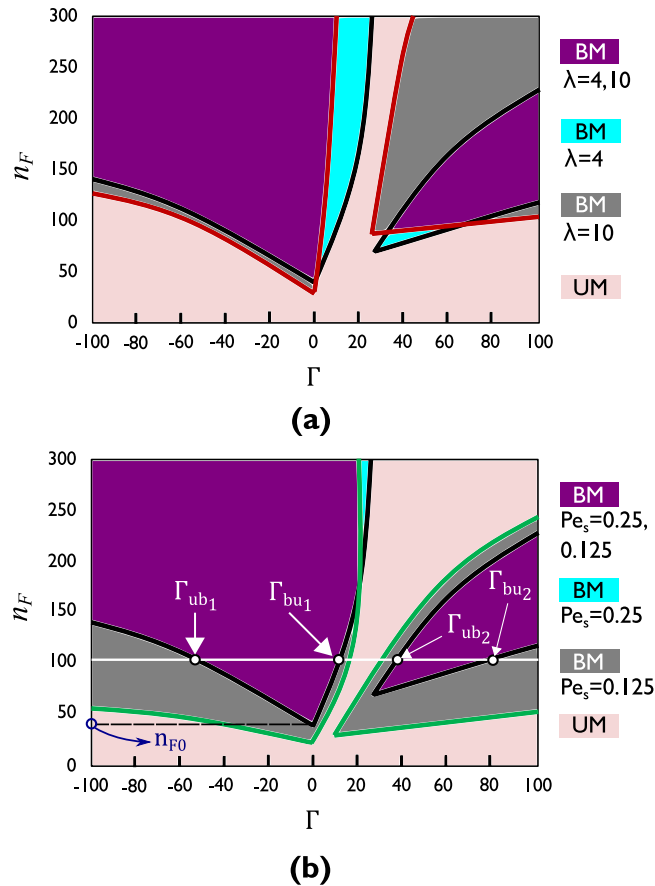 300
250
200
150
100
50
0
n_F
-100 -80 -60 -40 -20 0 20 40 60 80 100
Γ
BM
λ=4,10
BM
λ=4
BM
λ=10
UM
(a)
300
250
200
150
100
50
0
n_F
Γ_ub₁
Γ_bu₁
Γ_ub₂
Γ_bu₂
n_F0
-100 -80 -60 -40 -20 0 20 40 60 80 100
Γ
BM
Pe_s=0.25,
0.125
BM
Pe_s=0.25
BM
Pe_s=0.125
UM
(b)